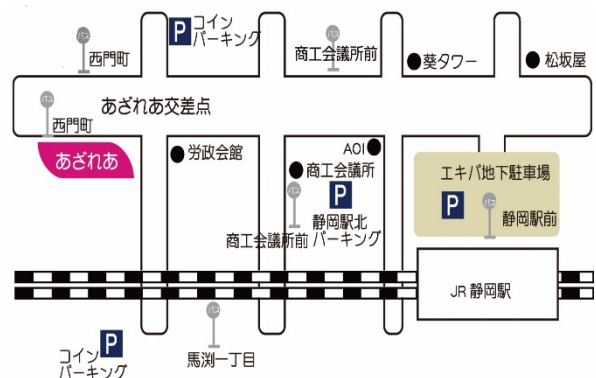 コイン
パーキング
西門町
商工会議所前
葵タワー
松坂屋
バス
バス
バス
あざれあ交差点
西門町
あざれあ
労政会館
AOI
商工会議所
バス
静岡駅北
パーキング
商工会議所前
エキパ地下駐車場
バス
静岡駅前
JR 静岡駅
バス
馬渕一丁目
コイン
パーキング
P
P
P
P